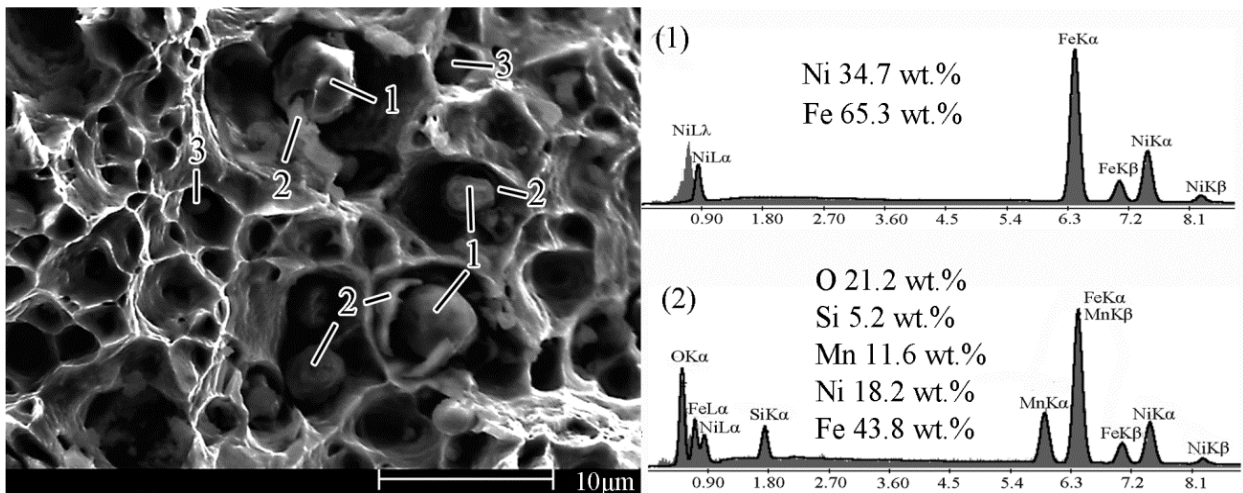 3
1
2
3
2
1
2
10μm
(1)
Ni 34.7 wt.%
Fe 65.3 wt.%
FeKα
NiLλ
NiLα
FeKβ
NiKα
NiKβ
0.90 1.80 2.70 3.60 4.50 5.4 6.3 7.2 8.1
(2)
O 21.2 wt.%
Si 5.2 wt.%
Mn 11.6 wt.%
Ni 18.2 wt.%
Fe 43.8 wt.%
FeKα
MnKβ
OKα
FeLα
NiLα
SiKα
MnKα
FeKβ
NiKα
NiKβ
0.90 1.80 2.70 3.60 4.50 5.4 6.3 7.2 8.1